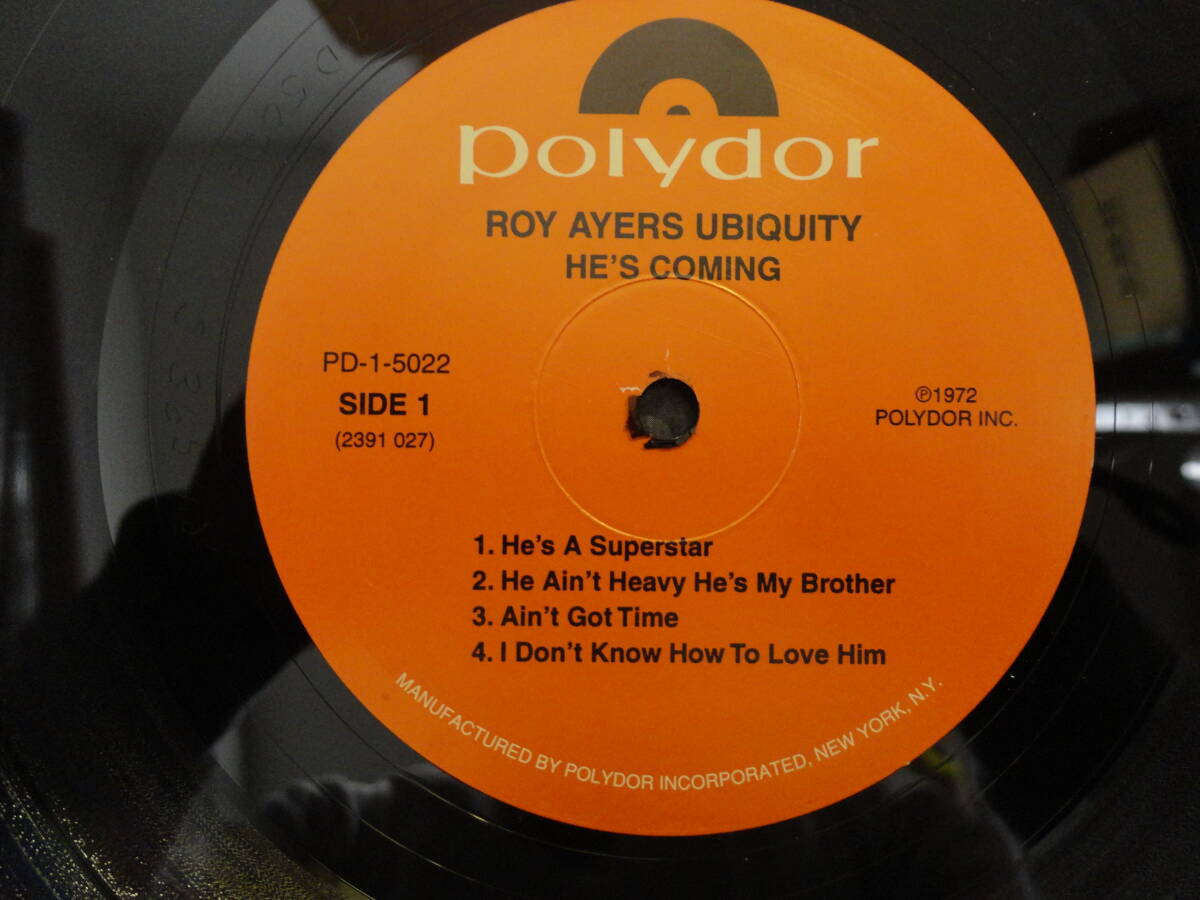 polydor
ROY AYERS UBIQUITY
HE'S COMING
PD-1-5022
SIDE 1
(2391 027)
℗1972
POLYDOR INC.
1. He's A Superstar
2. He Ain't Heavy He's My Brother
3. Ain't Got Time
4. I Don't Know How To Love Him
MANUFACTURED BY POLYDOR INCORPORATED, NEW YORK, N.Y.